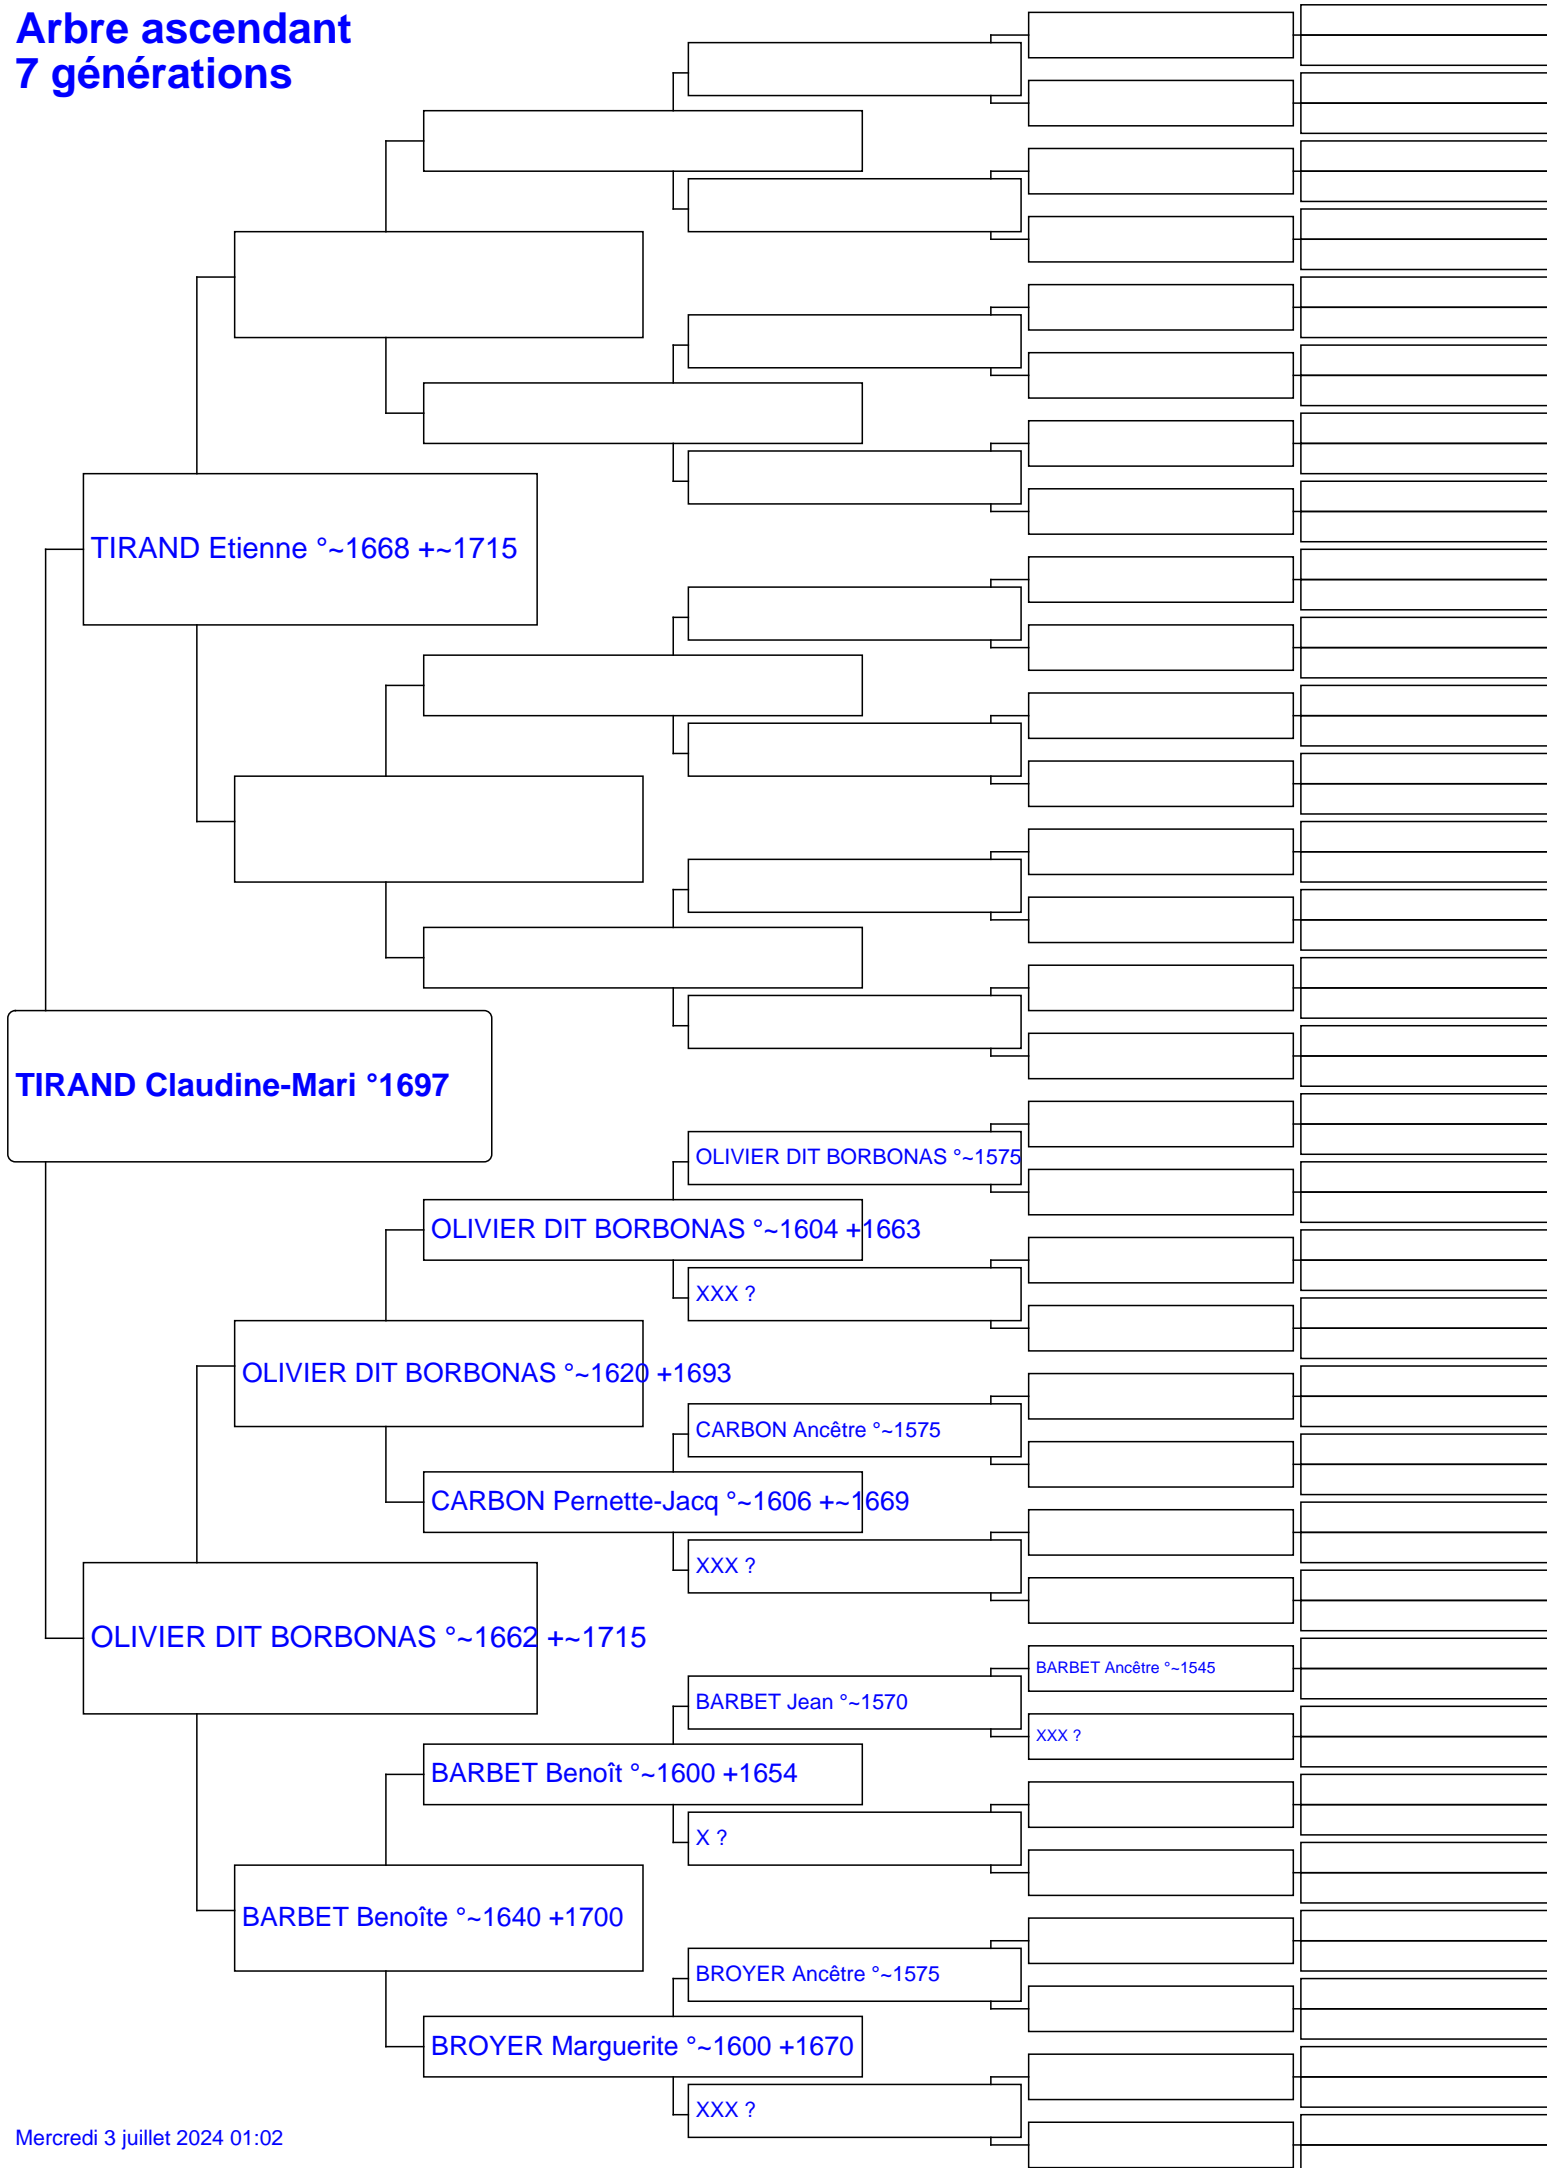 Arbre ascendant
7 générations
TIRAND Etienne °~1668 +~1715
TIRAND Claudine-Mari °1697
OLIVIER DIT BORBONAS °~1575
OLIVIER DIT BORBONAS °~1604 +1663
XXX ?
OLIVIER DIT BORBONAS °~1620 +1693
CARBON Ancêtre °~1575
CARBON Pernette-Jacq °~1606 +~1669
XXX ?
OLIVIER DIT BORBONAS °~1662 +~1715
BARBET Ancêtre °~1545
BARBET Jean °~1570
XXX ?
BARBET Benoît °~1600 +1654
X ?
BARBET Benoîte °~1640 +1700
BROYER Ancêtre °~1575
BROYER Marguerite °~1600 +1670
XXX ?
Mercredi 3 juillet 2024 01:02